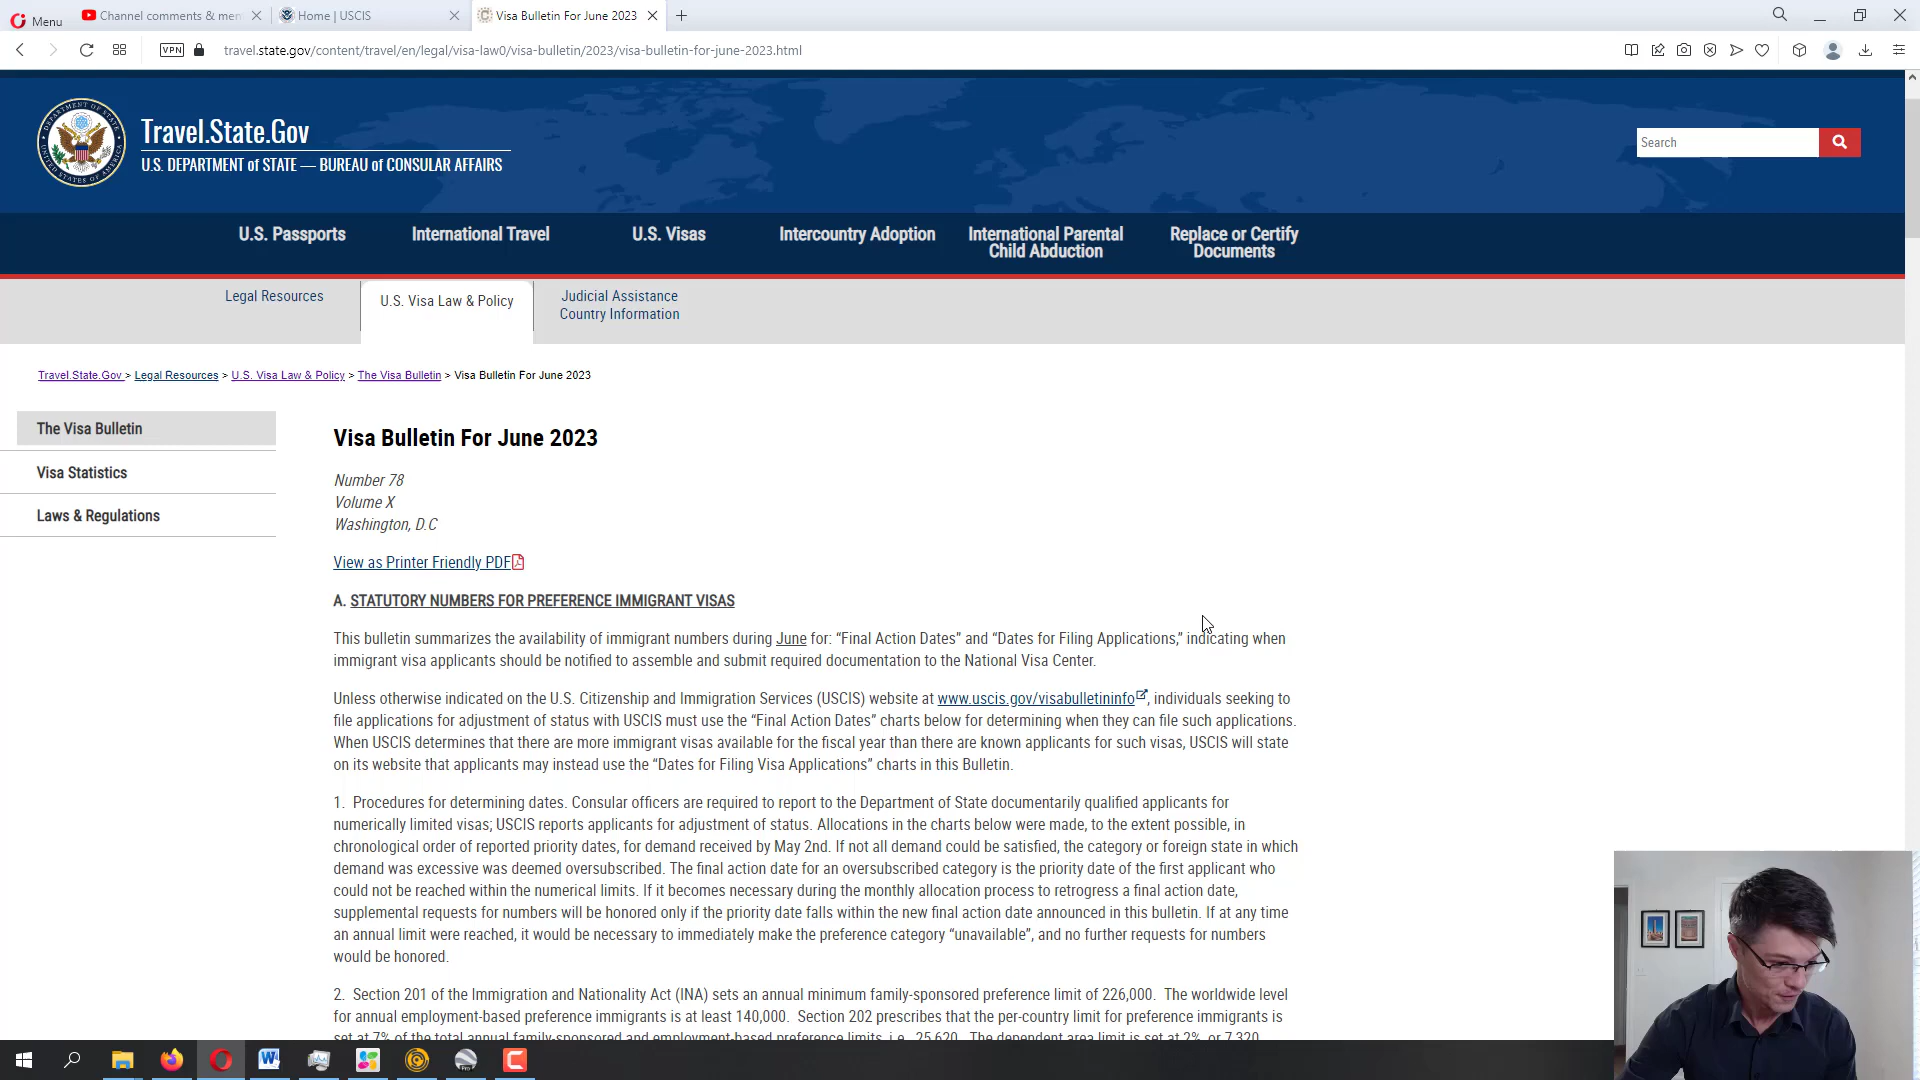 Menu
Channel comments & mer
Home | USCIS
Visa Bulletin For June 2023
VPN
travel.state.gov/content/travel/en/legal/visa-law0/visa-bulletin/2023/visa-bulletin-for-june-2023.html
Travel.State.Gov
U.S. DEPARTMENT of STATE — BUREAU of CONSULAR AFFAIRS
Search
U.S. Passports
International Travel
U.S. Visas
Intercountry Adoption
International Parental
Child Abduction
Replace or Certify
Documents
Legal Resources
U.S. Visa Law & Policy
Judicial Assistance
Country Information
Travel.State.Gov > Legal Resources > U.S. Visa Law & Policy > The Visa Bulletin > Visa Bulletin For June 2023
The Visa Bulletin
Visa Statistics
Laws & Regulations
Visa Bulletin For June 2023
Number 78
Volume X
Washington, D.C
View as Printer Friendly PDF
A. STATUTORY NUMBERS FOR PREFERENCE IMMIGRANT VISAS
This bulletin summarizes the availability of immigrant numbers during June for: “Final Action Dates” and “Dates for Filing Applications,” indicating when
immigrant visa applicants should be notified to assemble and submit required documentation to the National Visa Center.
Unless otherwise indicated on the U.S. Citizenship and Immigration Services (USCIS) website at www.uscis.gov/visabulletininfo, individuals seeking to
file applications for adjustment of status with USCIS must use the “Final Action Dates” charts below for determining when they can file such applications.
When USCIS determines that there are more immigrant visas available for the fiscal year than there are known applicants for such visas, USCIS will state
on its website that applicants may instead use the “Dates for Filing Visa Applications” charts in this Bulletin.
1. Procedures for determining dates. Consular officers are required to report to the Department of State documentarily qualified applicants for
numerically limited visas; USCIS reports applicants for adjustment of status. Allocations in the charts below were made, to the extent possible, in
chronological order of reported priority dates, for demand received by May 2nd. If not all demand could be satisfied, the category or foreign state in which
demand was excessive was deemed oversubscribed. The final action date for an oversubscribed category is the priority date of the first applicant who
could not be reached within the numerical limits. If it becomes necessary during the monthly allocation process to retrogress a final action date,
supplemental requests for numbers will be honored only if the priority date falls within the new final action date announced in this bulletin. If at any time
an annual limit were reached, it would be necessary to immediately make the preference category “unavailable”, and no further requests for numbers
would be honored.
2. Section 201 of the Immigration and Nationality Act (INA) sets an annual minimum family-sponsored preference limit of 226,000. The worldwide level
for annual employment-based preference immigrants is at least 140,000. Section 202 prescribes that the per-country limit for preference immigrants is
set at 7% of the total annual family-sponsored and employment-based preference limits, i.e., 25,620. The dependent area limit is set at 2%, or 7,320.